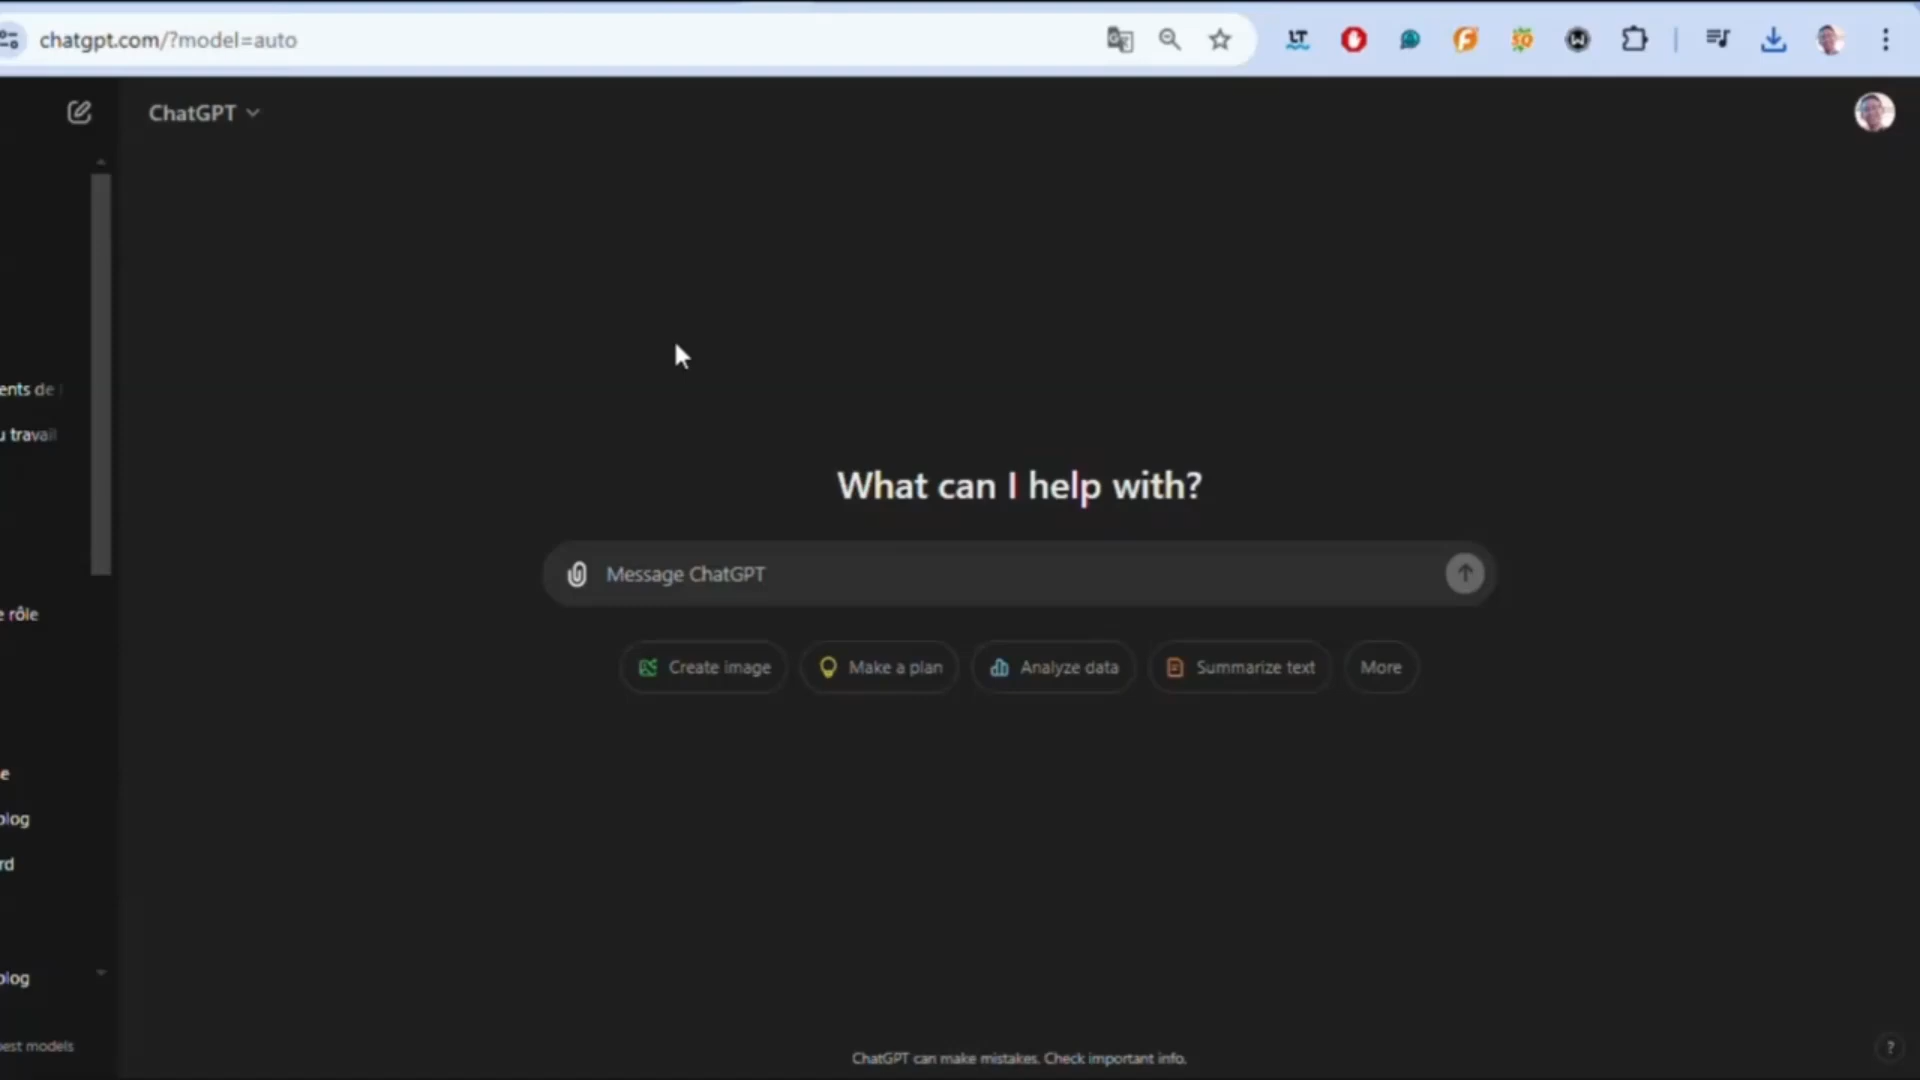 chatgpt.com/?model=auto
ChatGPT
ents de
u travail
e rôle
e
blog
rd
blog
best models
What can I help with?
Message ChatGPT
Create image
Make a plan
Analyze data
Summarize text
More
ChatGPT can make mistakes. Check important info.
?